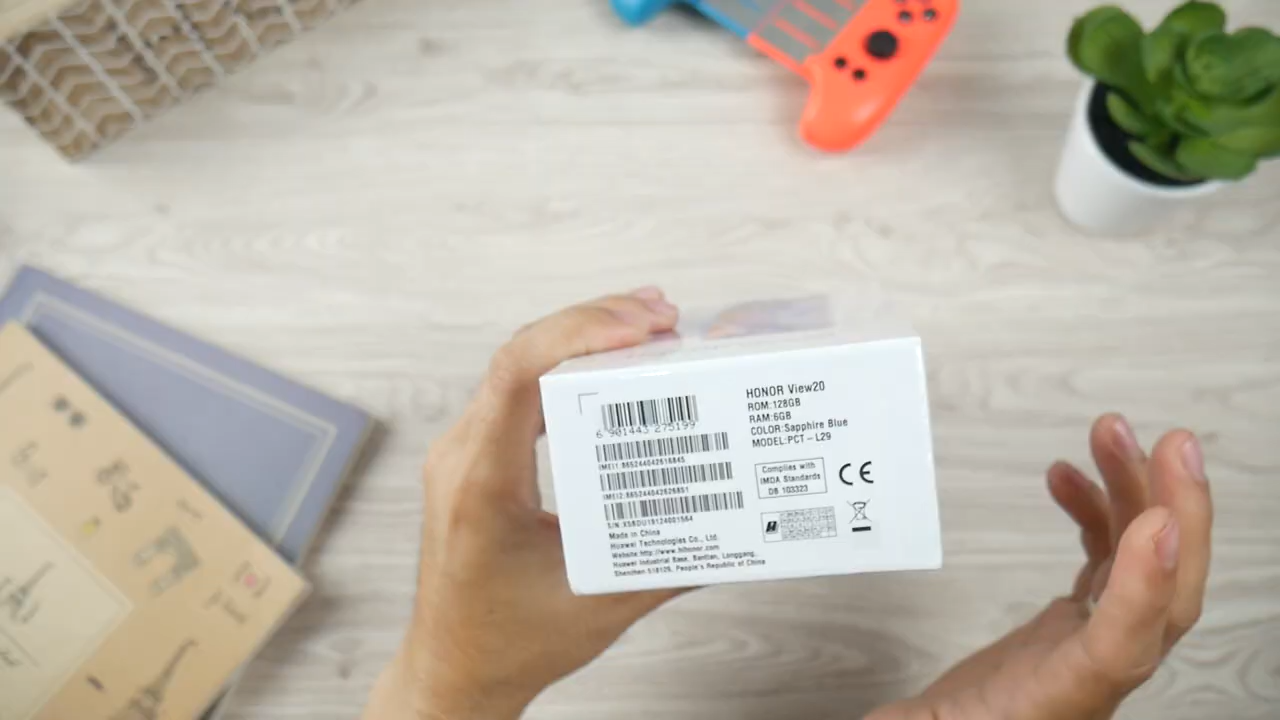 6 901443 275199
IMEI1:865244042616845
IMEI2:865244042626851
S/N:X5BDU19124001564
Made in China
Huawei Technologies Co., Ltd.
Website:http://www.hihonor.com
Huawei Industrial Base, Bantian, Longgang,
Shenzhen 518129, People's Republic of China
HONOR View20
ROM:128GB
RAM:6GB
COLOR:Sapphire Blue
MODEL:PCT-L29
Complies with
IMDA Standards
DB 103323
CE